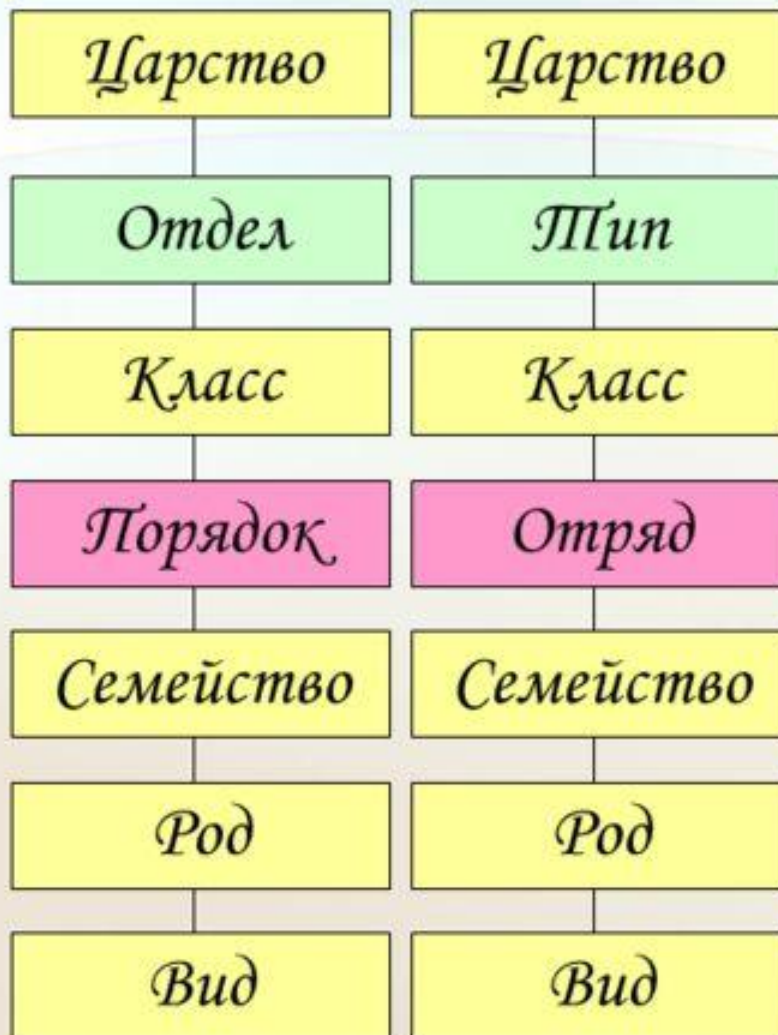 Царство Царство
Отдел Тип
Класс Класс
Порядок Отряд
Семейство Семейство
Род Род
Вид Вид